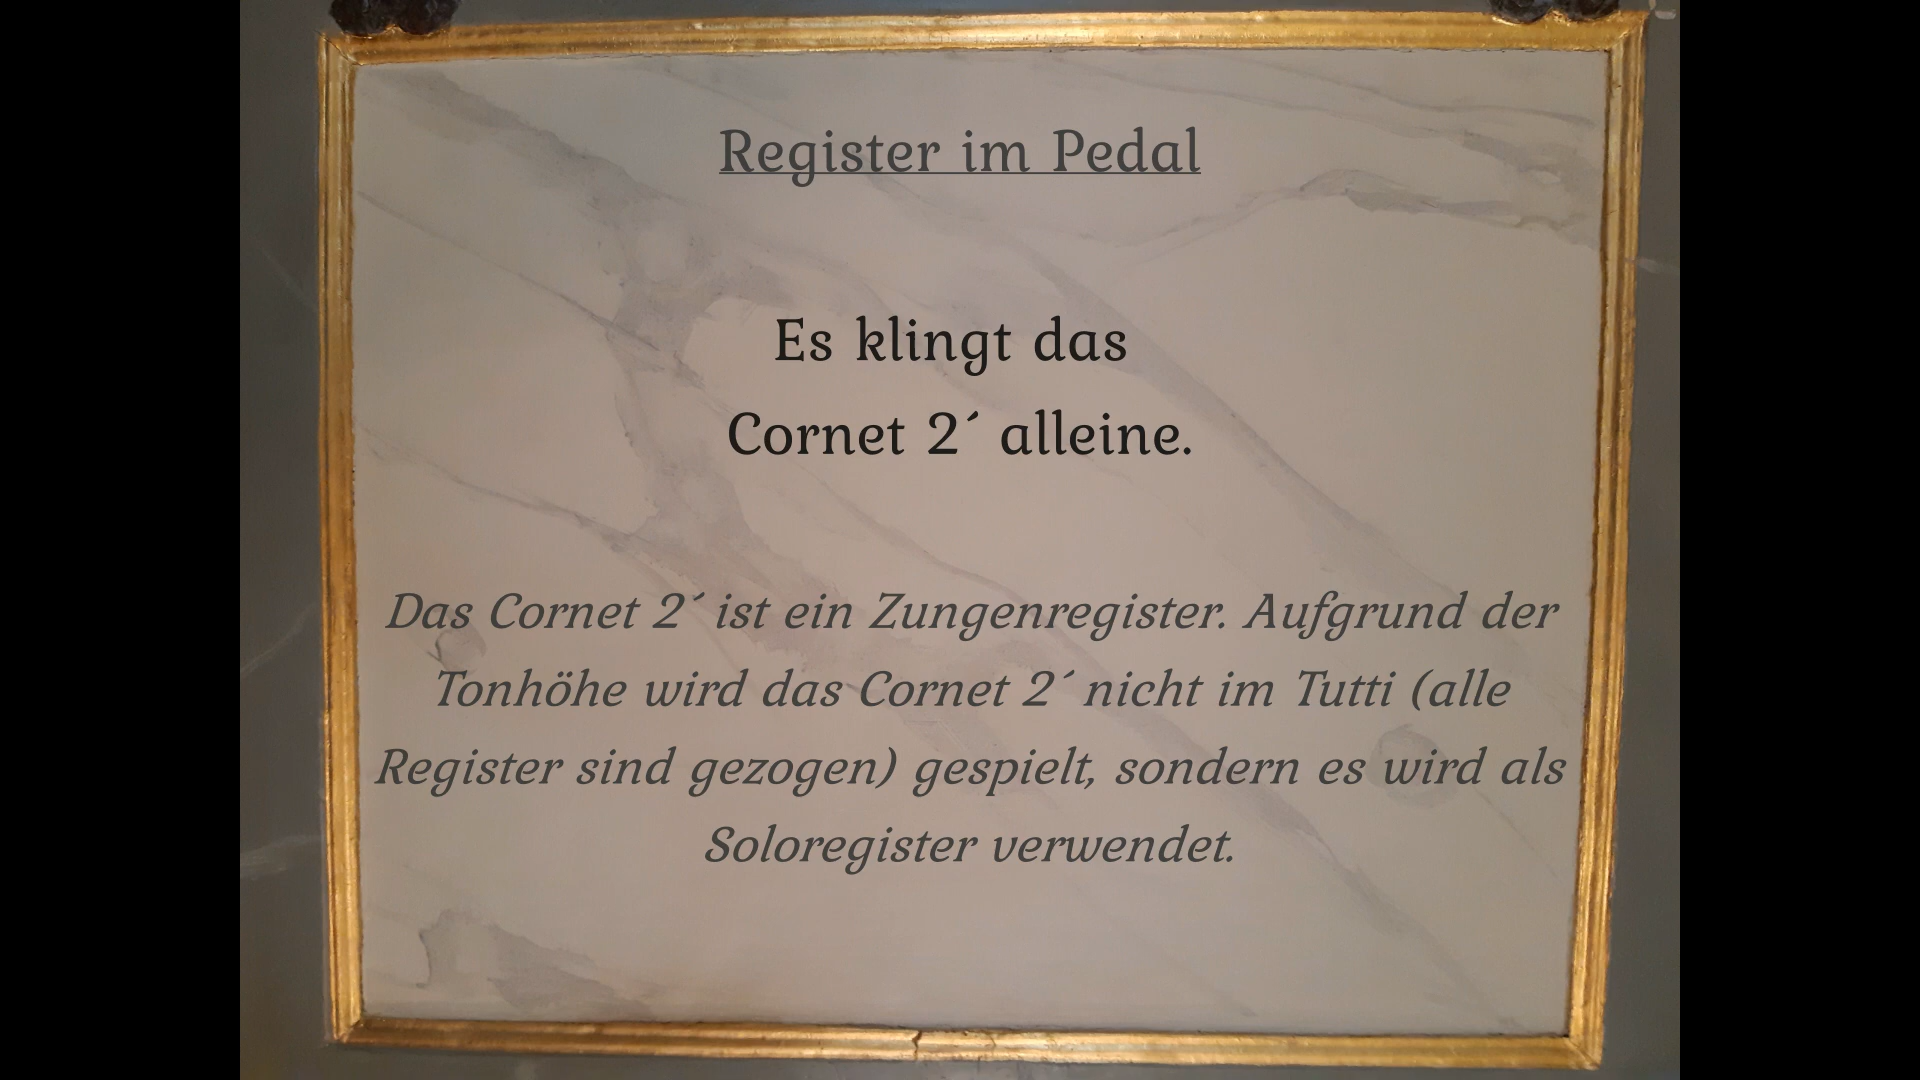 Register im Pedal
Es klingt das
Cornet 2´ alleine.
Das Cornet 2´ ist ein Zungenregister. Aufgrund der
Tonhöhe wird das Cornet 2´ nicht im Tutti (alle
Register sind gezogen) gespielt, sondern es wird als
Soloregister verwendet.